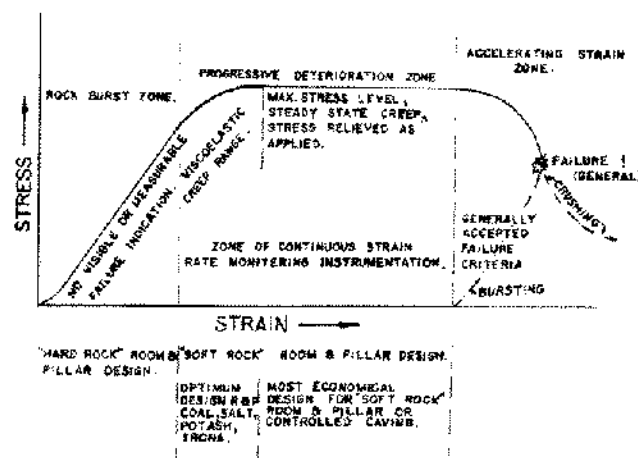 ACCELERATING STRAIN
ZONE.
PROGRESSIVE DETERIORATION ZONE
ROCK BURST ZONE.
MAX. STRESS LEVEL,
STEADY STATE CREEP,
STRESS RELIEVED AS
APPLIED.
NO VISIBLE OR MEASURABLE
FAILURE INDICATION.
VISCOELASTIC
CREEP RANGE.
FAILURE
(GENERAL)
CRUSHING
STRESS
GENERALLY
ACCEPTED
FAILURE
CRITERIA
ZONE OF CONTINUOUS STRAIN
RATE MONITERING INSTRUMENTATION.
BURSTING
STRAIN
"HARD ROCK" ROOM &
PILLAR DESIGN.
"SOFT ROCK" ROOM & PILLAR DESIGN.
OPTIMUM
DESIGN R&P
COAL, SALT,
POTASH,
TRONA.
MOST ECONOMICAL
DESIGN FOR "SOFT ROCK"
ROOM & PILLAR OR
CONTROLLED CAVING.